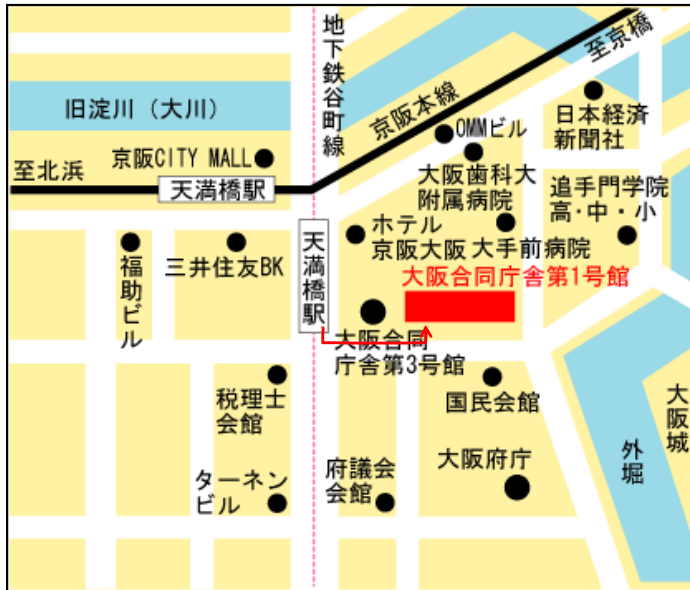 地下鉄谷町線
至京橋
京阪本線
旧淀川（大川）
OMMビル
日本経済
新聞社
京阪CITY MALL
至北浜
天満橋駅
大阪歯科大
附属病院
追手門学院
高・中・小
ホテル
京阪大阪
大手前病院
天満橋駅
福助ビル
三井住友BK
大阪合同庁舎第1号館
大阪合同
庁舎第3号館
税理士
会館
国民会館
大阪城
外堀
ターネン
ビル
府議会
会館
大阪府庁